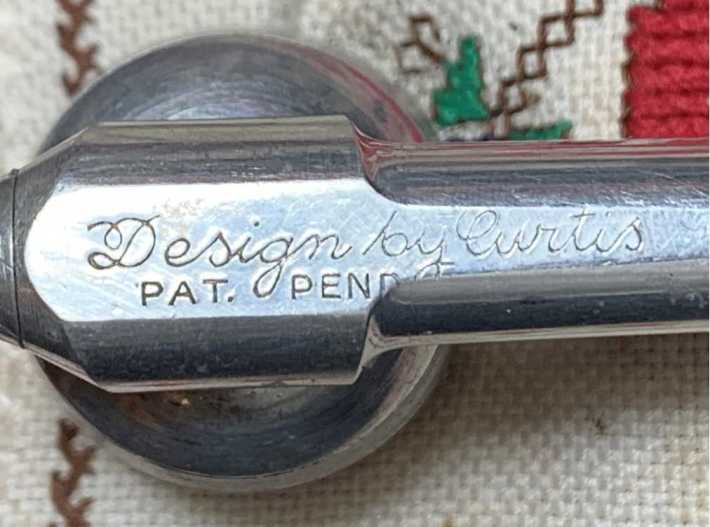 Design by Curtis
PAT. PEND